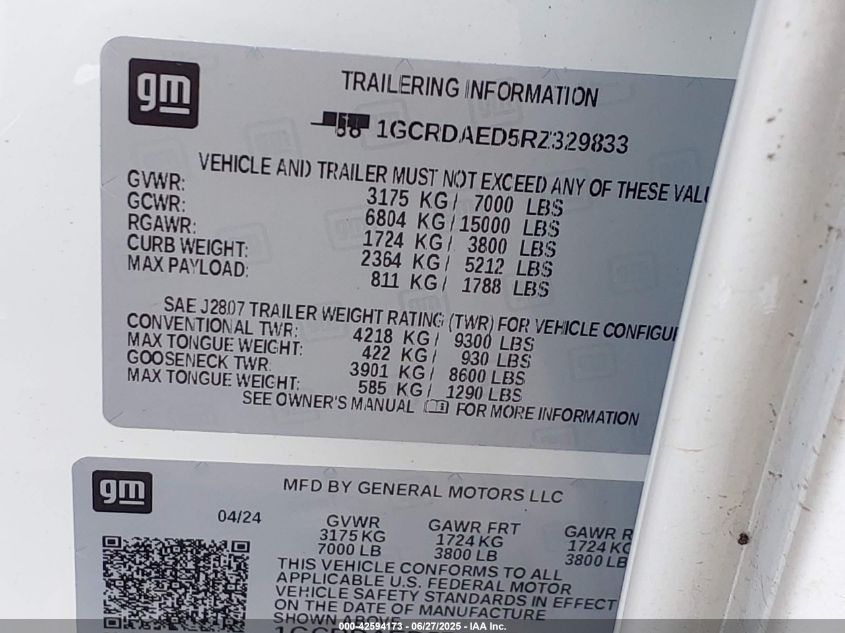 gm
TRAILERING INFORMATION
1GCRDAED5RZ329833
VEHICLE AND TRAILER MUST NOT EXCEED ANY OF THESE
GVWR: 3175 KG/ 7000 LBS
GCWR: 6804 KG/15000 LBS
RGAWR: 1724 KG/ 3800 LBS
CURB WEIGHT: 2364 KG/ 5212 LBS
MAX PAYLOAD: 811 KG/ 1788 LBS
SAE J2807 TRAILER WEIGHT RATING (TWR) FOR VEHICLE
CONVENTIONAL TWR: 4218 KG/ 9300 LBS
MAX TONGUE WEIGHT: 422 KG/ 930 LBS
GOOSENECK TWR: 3901 KG/ 8600 LBS
MAX TONGUE WEIGHT: 585 KG/ 1290 LBS
SEE OWNER'S MANUAL FOR MORE INFORMATION
gm
MFD BY GENERAL MOTORS LLC
04/24
GVWR GAWR FRT GAWR
3175 KG 1724 KG 1724 KG
7000 LB 3800 LB 3800 LB
THIS VEHICLE CONFORMS TO ALL
APPLICABLE U.S. FEDERAL MOTOR
VEHICLE SAFETY STANDARDS IN EFFECT
ON THE DATE OF MANUFACTURE
SHOWN ABOVE
000-42594173 - 06/27/2025 - IAA Inc.